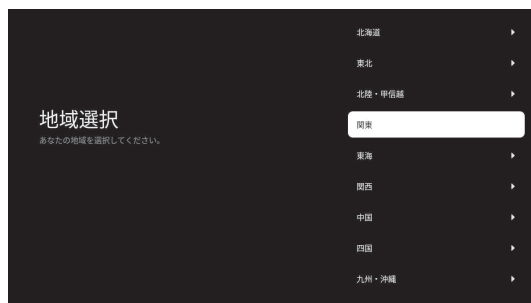 地域選択
あなたの地域を選択してください。
北海道
東北
北陸・甲信越
関東
東海
関西
中国
四国
九州・沖縄